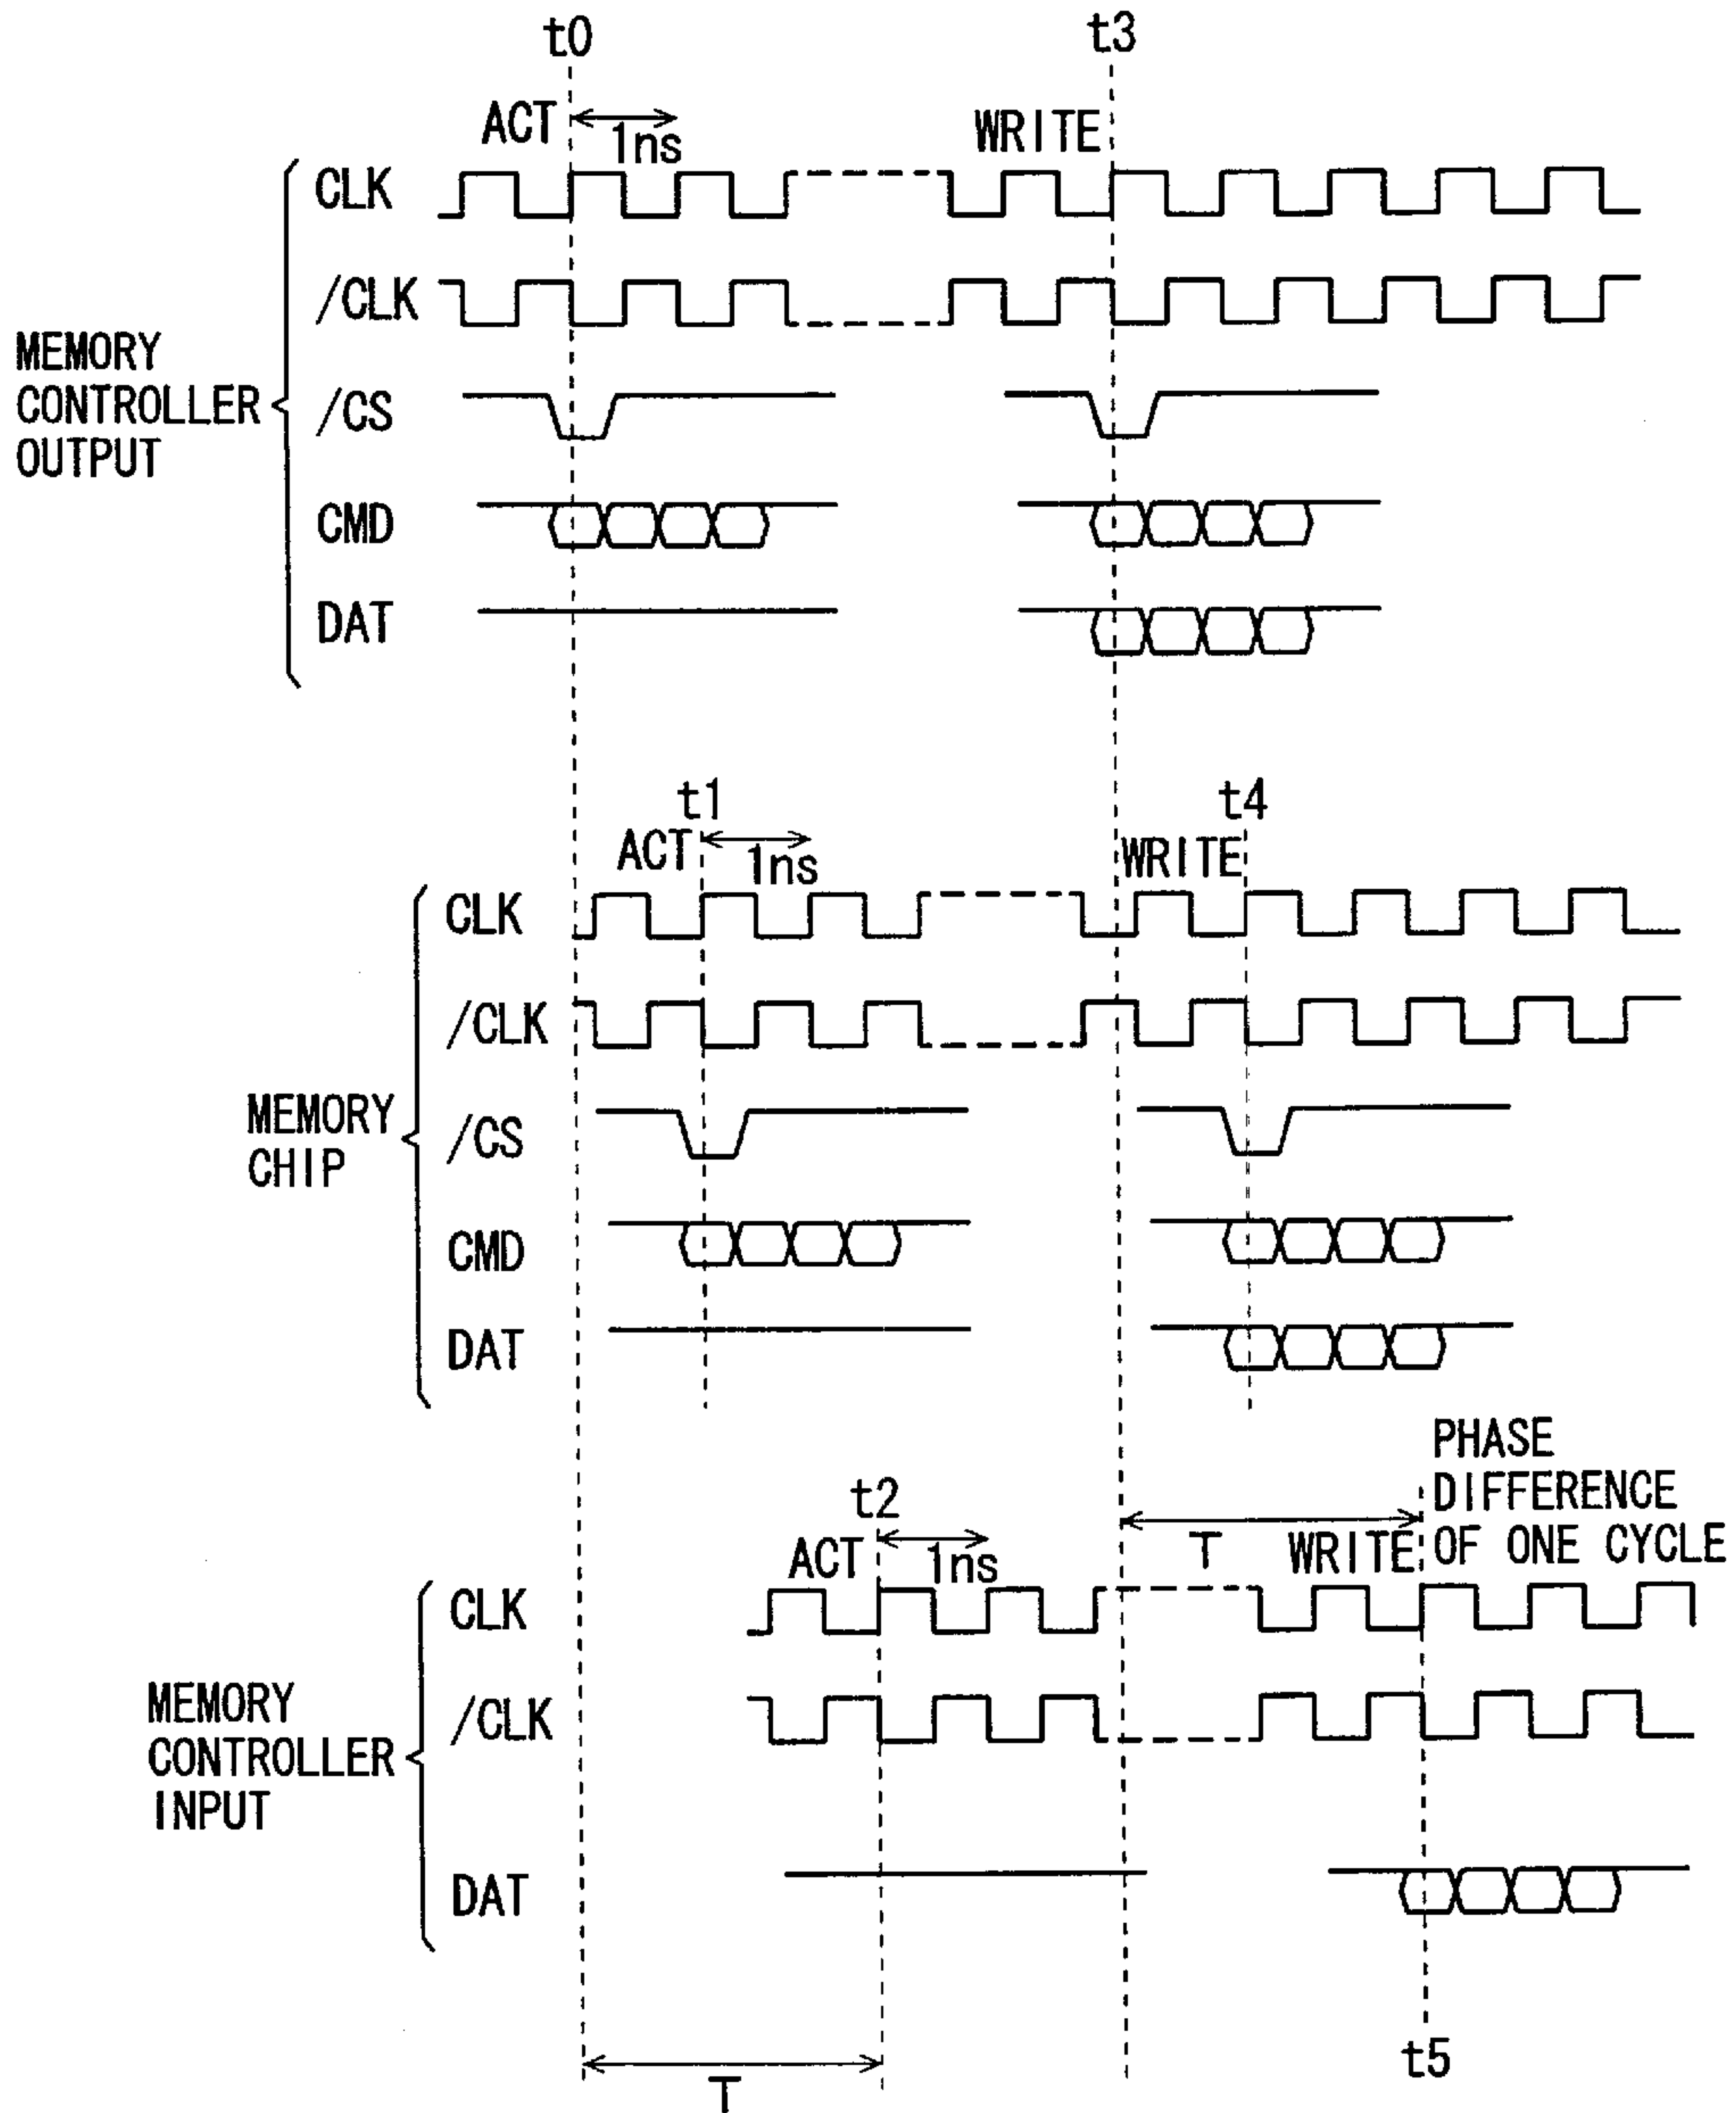 t0
t3
ACT
1ns
WRITE
CLK
/CLK
MEMORY
CONTROLLER
OUTPUT
/CS
CMD
DAT
t1
t4
ACT
1ns
WRITE
CLK
/CLK
MEMORY
CHIP
/CS
CMD
DAT
PHASE
DIFFERENCE
OF ONE CYCLE
t2
ACT
1ns
T
WRITE
CLK
/CLK
MEMORY
CONTROLLER
INPUT
DAT
t5
T